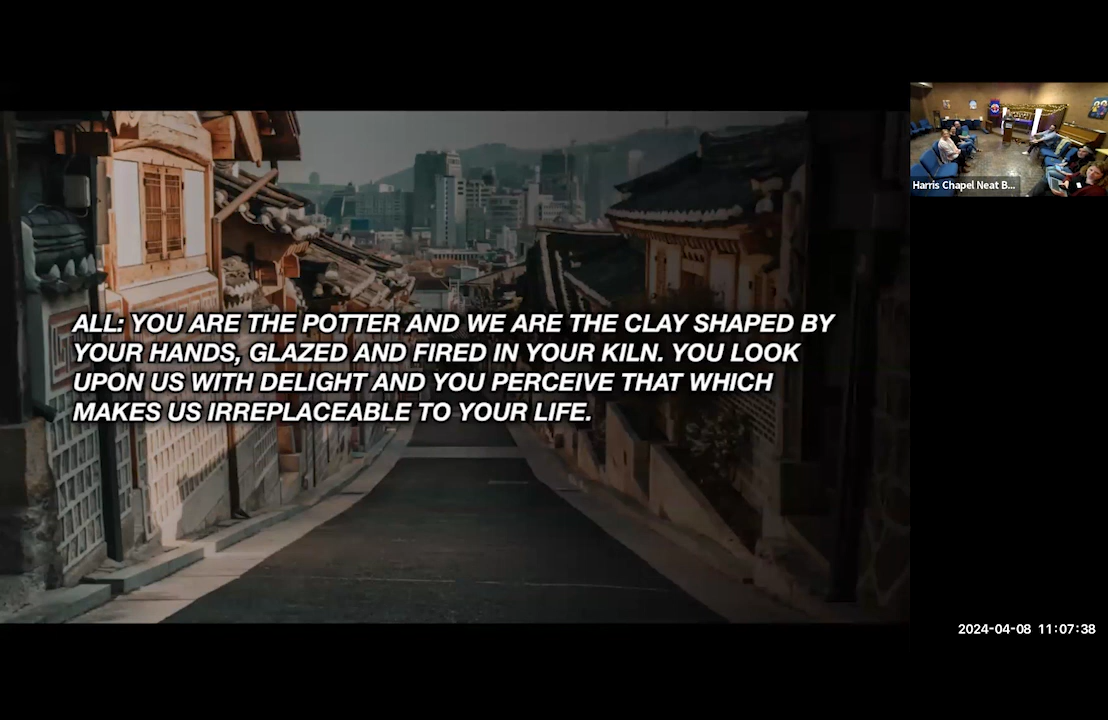 ALL: YOU ARE THE POTTER AND WE ARE THE CLAY SHAPED BY
YOUR HANDS, GLAZED AND FIRED IN YOUR KILN. YOU LOOK
UPON US WITH DELIGHT AND YOU PERCEIVE THAT WHICH
MAKES US IRREPLACEABLE TO YOUR LIFE.
Harris Chapel Neat B...
2024-04-08 11:07:38